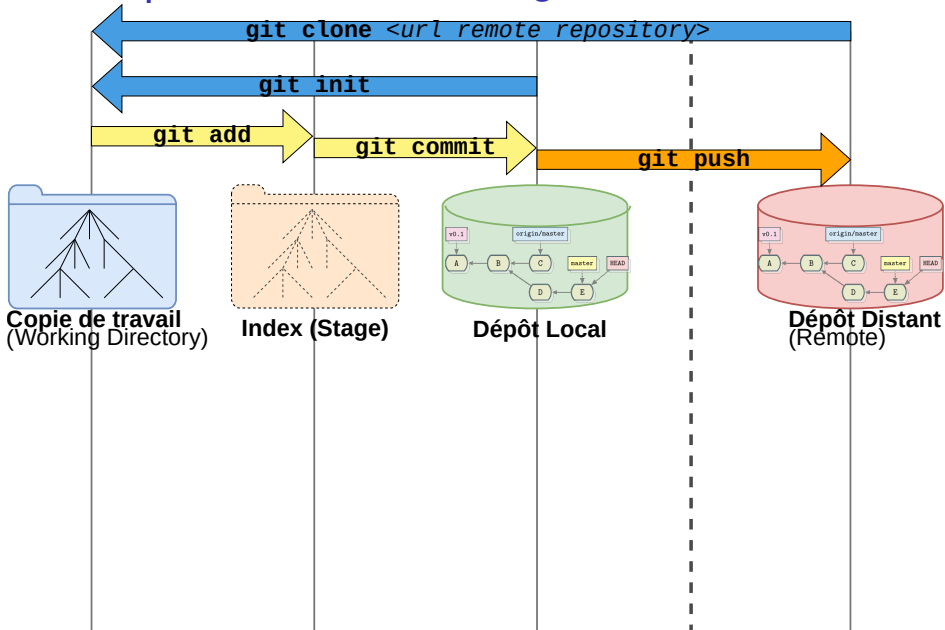 git clone <url remote repository>
git init
git add
git commit
git push
v0.1
origin/master
A
B
C
master
HEAD
D
E
v0.1
origin/master
A
B
C
master
HEAD
D
E
Copie de travail
(Working Directory)
Index (Stage)
Dépôt Local
Dépôt Distant
(Remote)